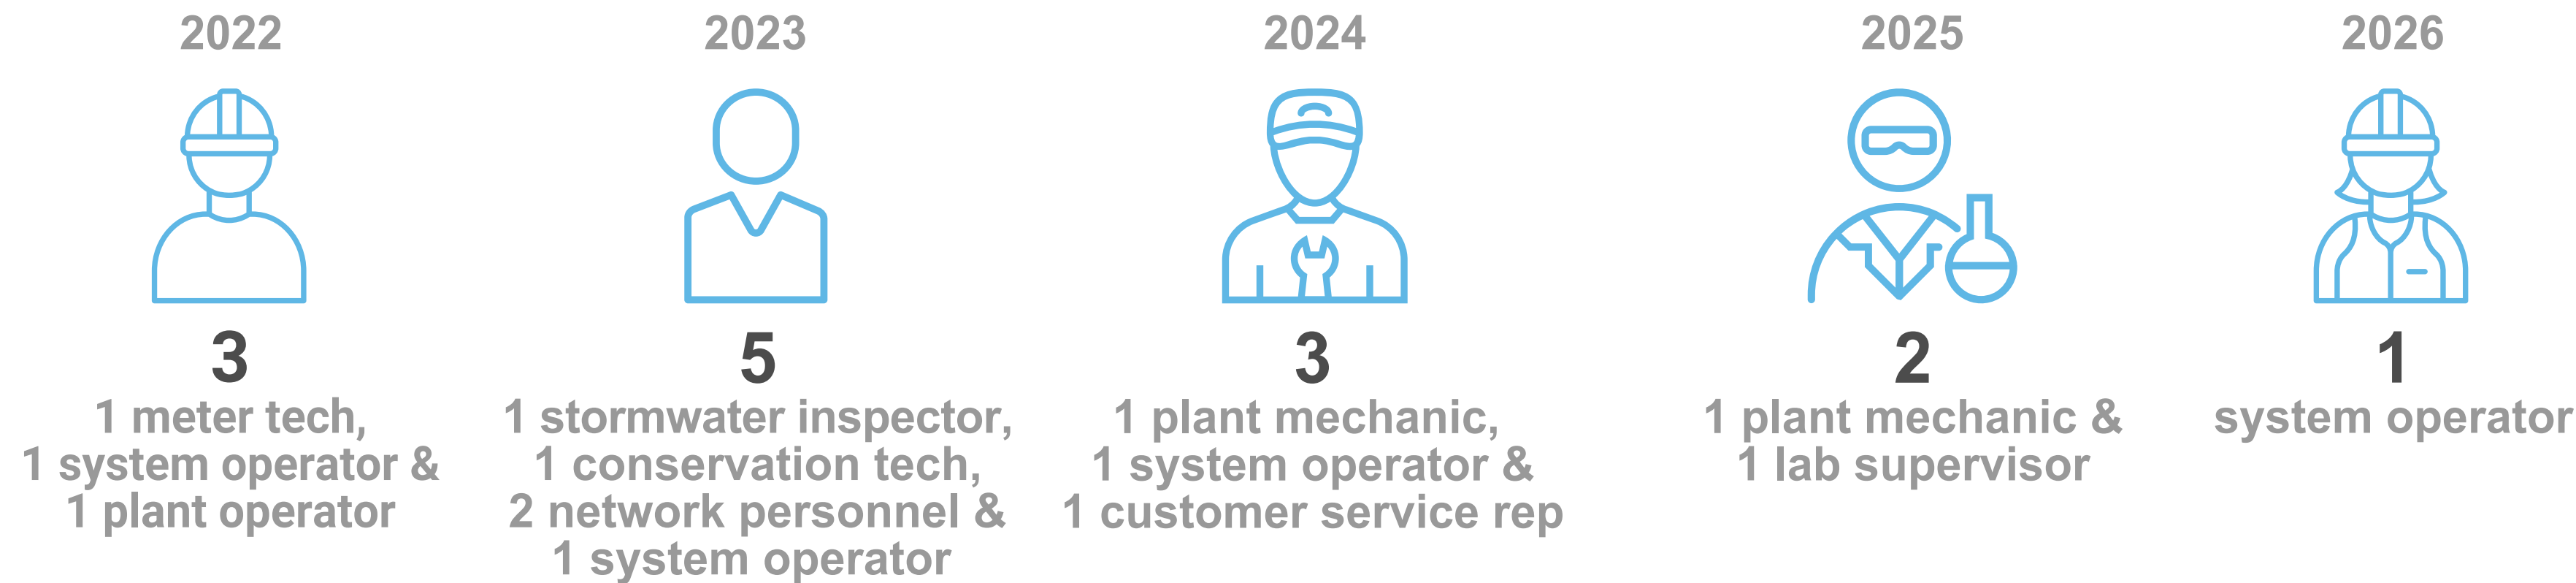 2022
3
1 meter tech,
1 system operator &
1 plant operator
2023
5
1 stormwater inspector,
1 conservation tech,
2 network personnel &
1 system operator
2024
3
1 plant mechanic,
1 system operator &
1 customer service rep
2025
2
1 plant mechanic &
1 lab supervisor
2026
1
system operator